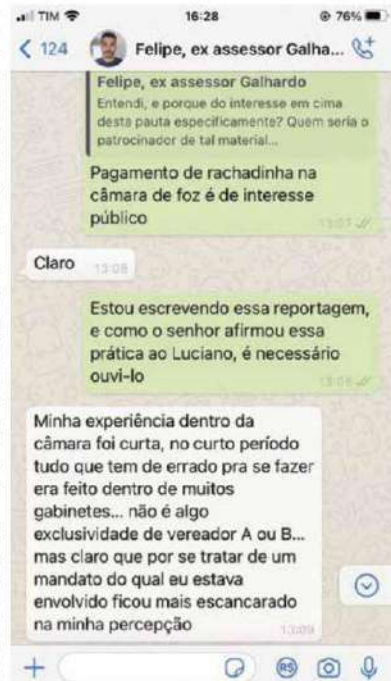 TIM 16:28 76%
124 Felipe, ex assessor Galha...
Felipe, ex assessor Galhardo
Entendi, e porque do interesse em cima
desta pauta especificamente? Quem seria o
patrocinador de tal material...
Pagamento de rachadinha na
câmara de foz é de interesse
público
13:07
Claro 13:08
Estou escrevendo essa reportagem,
e como o senhor afirmou essa
prática ao Luciano, é necessário
ouvi-lo
13:08
Minha experiência dentro da
câmara foi curta, no curto período
tudo que tem de errado pra se fazer
era feito dentro de muitos
gabinetes... não é algo
exclusividade de vereador A ou B...
mas claro que por se tratar de um
mandato do qual eu estava
envolvido ficou mais escancarado
na minha percepção 13:09
R$